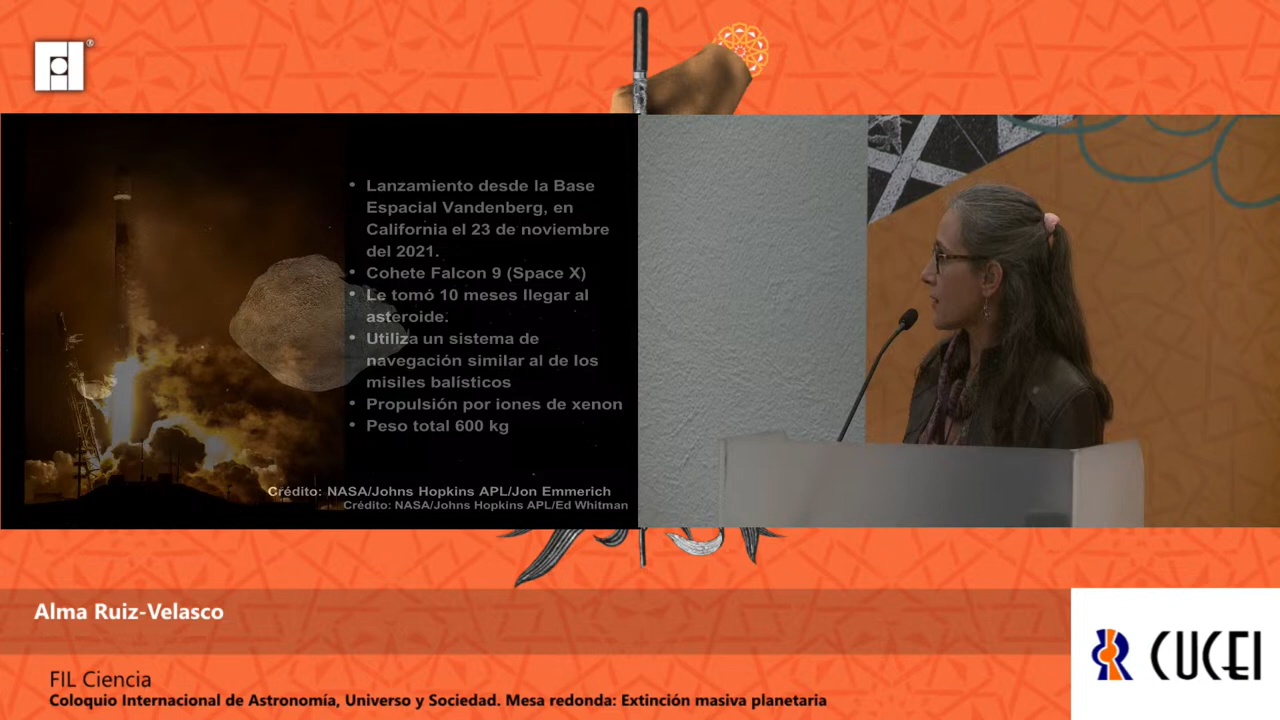 ®
• Lanzamiento desde la Base
Espacial Vandenberg, en
California el 23 de noviembre
del 2021.
• Cohete Falcon 9 (Space X)
• Le tomó 10 meses llegar al
asteroide.
• Utiliza un sistema de
navegación similar al de los
misiles balísticos
• Propulsión por iones de xenon
• Peso total 600 kg
Crédito: NASA/Johns Hopkins APL/Jon Emmerich
Crédito: NASA/Johns Hopkins APL/Ed Whitman
Alma Ruiz-Velasco
FIL Ciencia
Coloquio Internacional de Astronomía, Universo y Sociedad. Mesa redonda: Extinción masiva planetaria
CUCEI